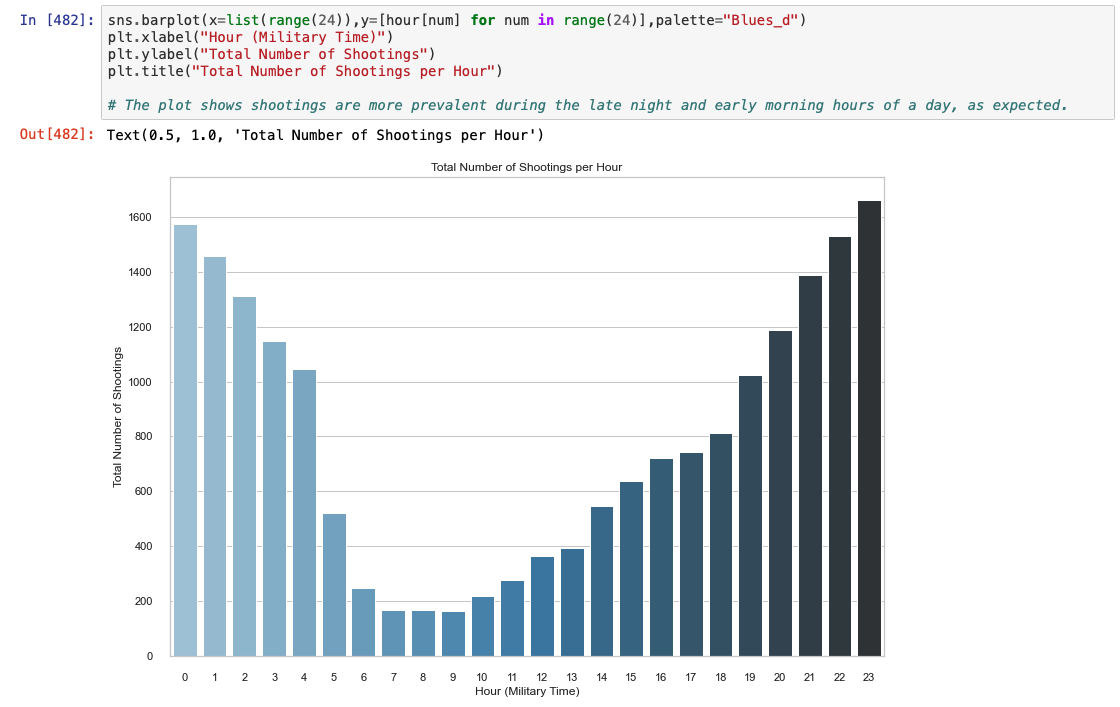 In [482]: sns.barplot(x=list(range(24)),y=[hour[num] for num in range(24)],palette="Blues_d")
plt.xlabel("Hour (Military Time)")
plt.ylabel("Total Number of Shootings")
plt.title("Total Number of Shootings per Hour")
# The plot shows shootings are more prevalent during the late night and early morning hours of a day, as expected.
Out[482]: Text(0.5, 1.0, 'Total Number of Shootings per Hour')
Total Number of Shootings per Hour
Total Number of Shootings
1600
1400
1200
1000
800
600
400
200
0
0 1 2 3 4 5 6 7 8 9 10 11 12 13 14 15 16 17 18 19 20 21 22 23
Hour (Military Time)